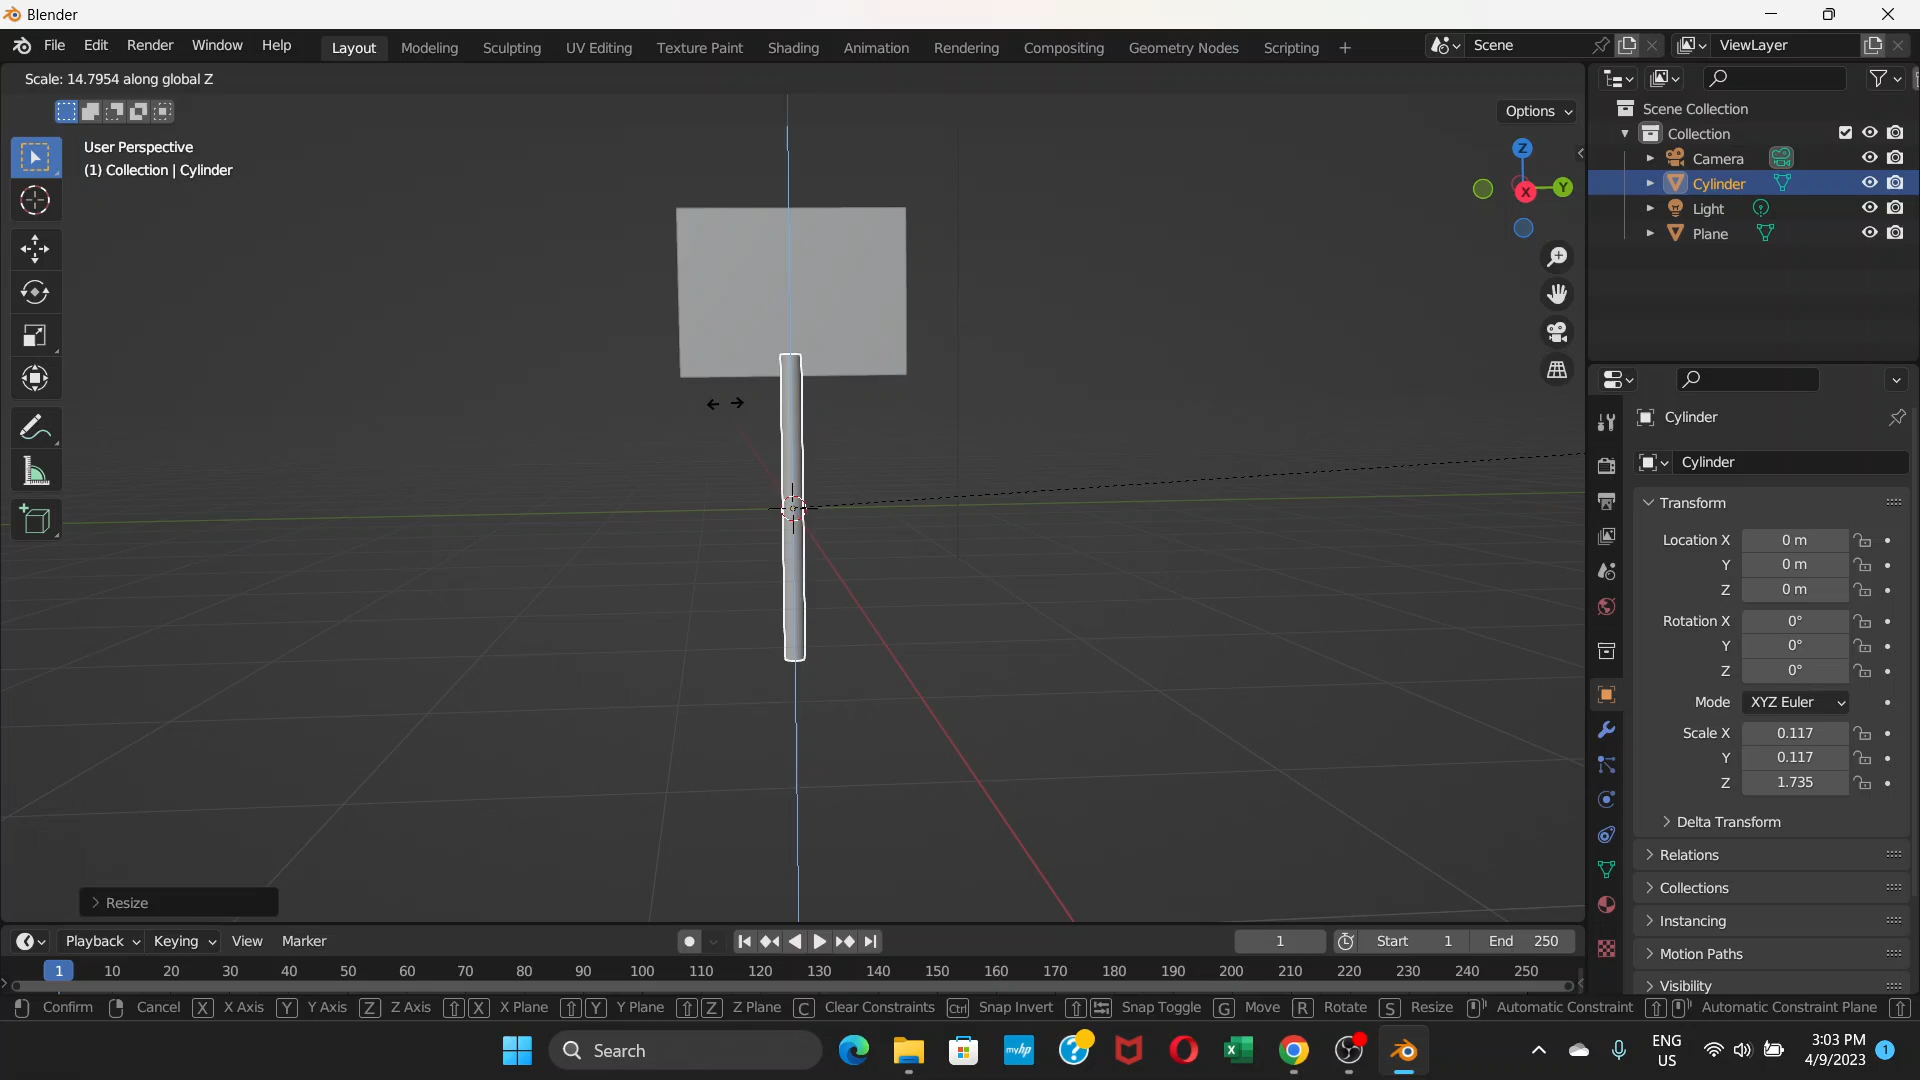 Blender
File Edit Render Window Help Layout Modeling Sculpting UV Editing Texture Paint Shading Animation Rendering Compositing Geometry Nodes Scripting + Scene ViewLayer
Scale: 14.7954 along global Z
Options
User Perspective
(1) Collection | Cylinder
Z
X
Y
Scene Collection
Collection
Camera
Cylinder
Light
Plane
Cylinder
Cylinder
Transform
Location X 0 m
Y 0 m
Z 0 m
Rotation X 0°
Y 0°
Z 0°
Mode XYZ Euler
Scale X 0.117
Y 0.117
Z 1.735
Delta Transform
Relations
Collections
Instancing
Motion Paths
Visibility
Resize
Playback Keying View Marker 1 Start 1 End 250
1 10 20 30 40 50 60 70 80 90 100 110 120 130 140 150 160 170 180 190 200 210 220 230 240 250
Confirm Cancel X X Axis Y Y Axis Z Z Axis X X Plane Y Y Plane Z Z Plane C Clear Constraints Ctrl Snap Invert Snap Toggle G Move R Rotate S Resize Automatic Constraint Automatic Constraint Plane
Search myhp ENG US 3:03 PM 4/9/2023 1